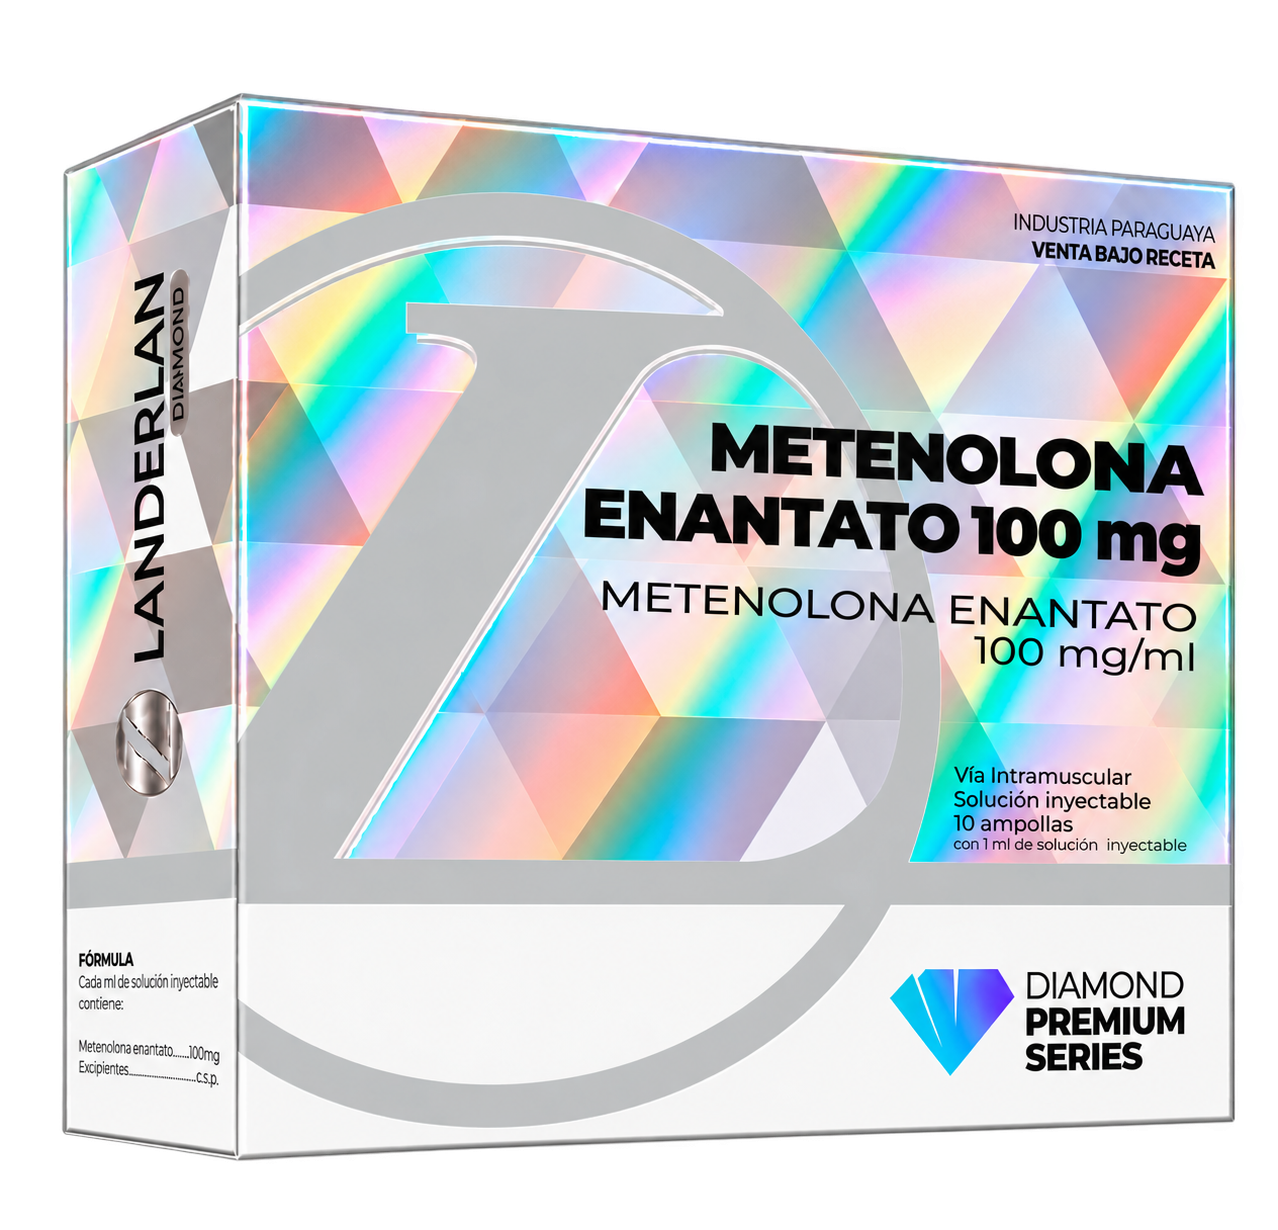 LANDERLAN
DIAMOND
FÓRMULA
Cada ml de solución inyectable
contiene:
Metenolona enantato......100mg
Excipientes............................c.s.p.
INDUSTRIA PARAGUAYA
VENTA BAJO RECETA
METENOLONA
ENANTATO 100 mg
METENOLONA ENANTATO
100 mg/ml
Vía Intramuscular
Solución inyectable
10 ampollas
con 1 ml de solución inyectable
DIAMOND
PREMIUM
SERIES